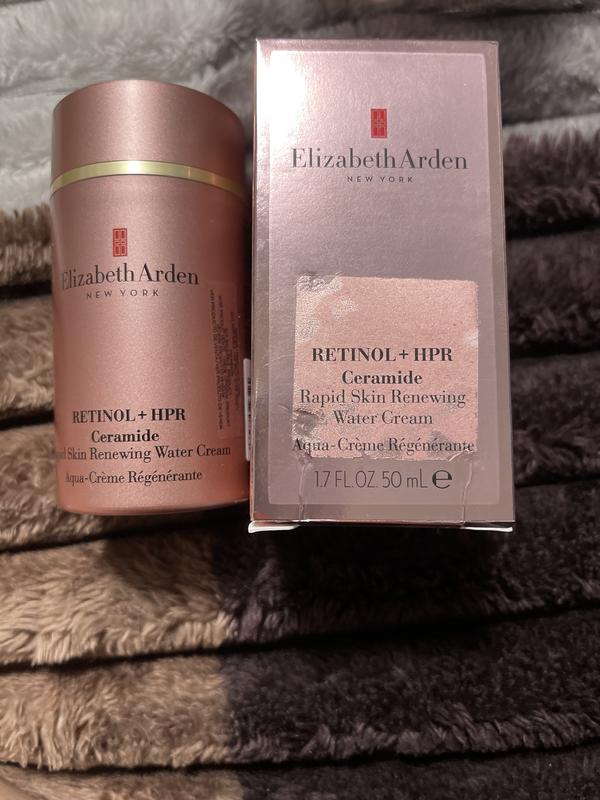 Elizabeth Arden
NEW YORK
RETINOL + HPR
Ceramide
Rapid Skin Renewing Water Cream
Aqua-Crème Régénérante
Elizabeth Arden
NEW YORK
RETINOL + HPR
Ceramide
Rapid Skin Renewing
Water Cream
Aqua-Crème Régénérante
1.7 FL.OZ. 50 mL ℮